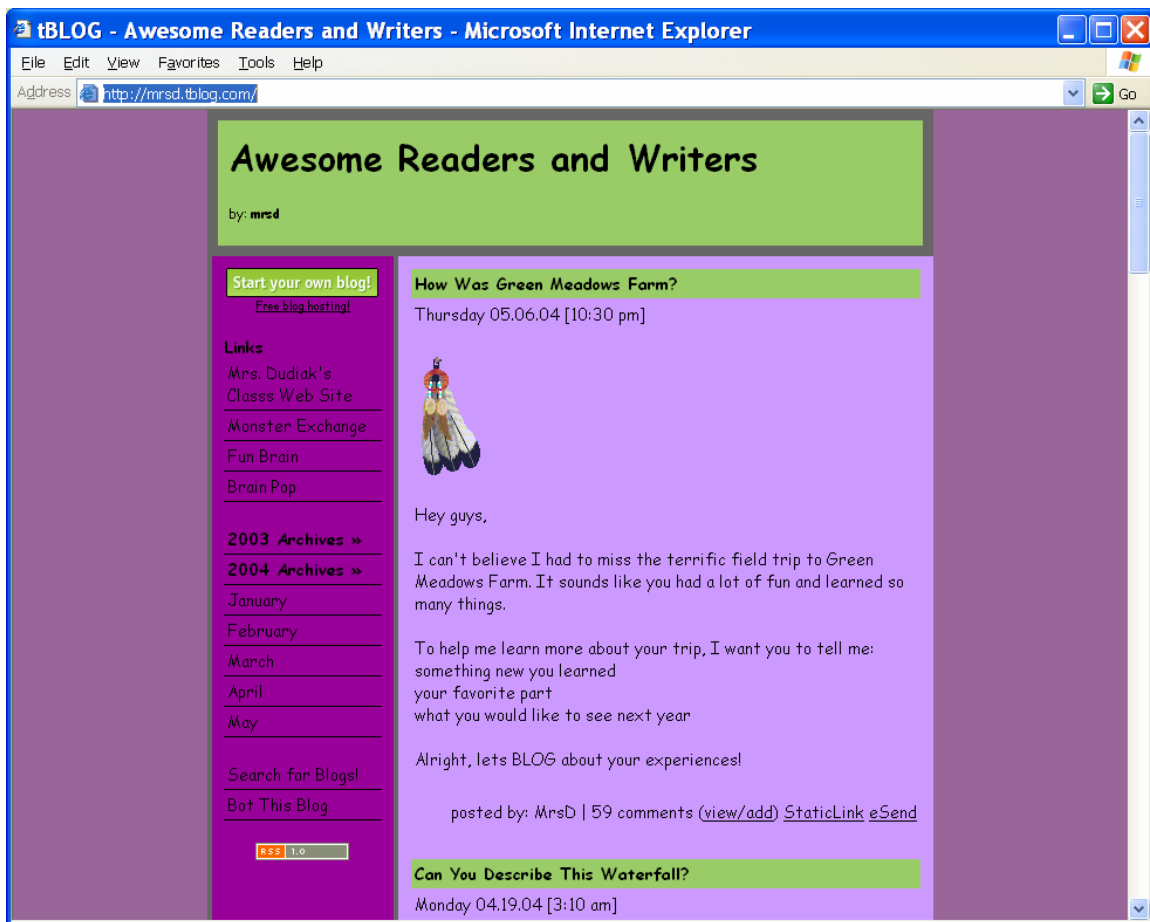 tBLOG - Awesome Readers and Writers - Microsoft Internet Explorer
File Edit View Favorites Tools Help
Address http://mrsd.tblog.com/ Go
Awesome Readers and Writers
by: mrsd
Start your own blog!
Free blog hosting!
Links
Mrs. Dudiak's
Classs Web Site
Monster Exchange
Fun Brain
Brain Pop
2003 Archives »
2004 Archives »
January
February
March
April
May
Search for Blogs!
Bot This Blog
RSS 1.0
How Was Green Meadows Farm?
Thursday 05.06.04 [10:30 pm]
Hey guys,
I can't believe I had to miss the terrific field trip to Green
Meadows Farm. It sounds like you had a lot of fun and learned so
many things.
To help me learn more about your trip, I want you to tell me:
something new you learned
your favorite part
what you would like to see next year
Alright, lets BLOG about your experiences!
posted by: MrsD | 59 comments (view/add) StaticLink eSend
Can You Describe This Waterfall?
Monday 04.19.04 [3:10 am]